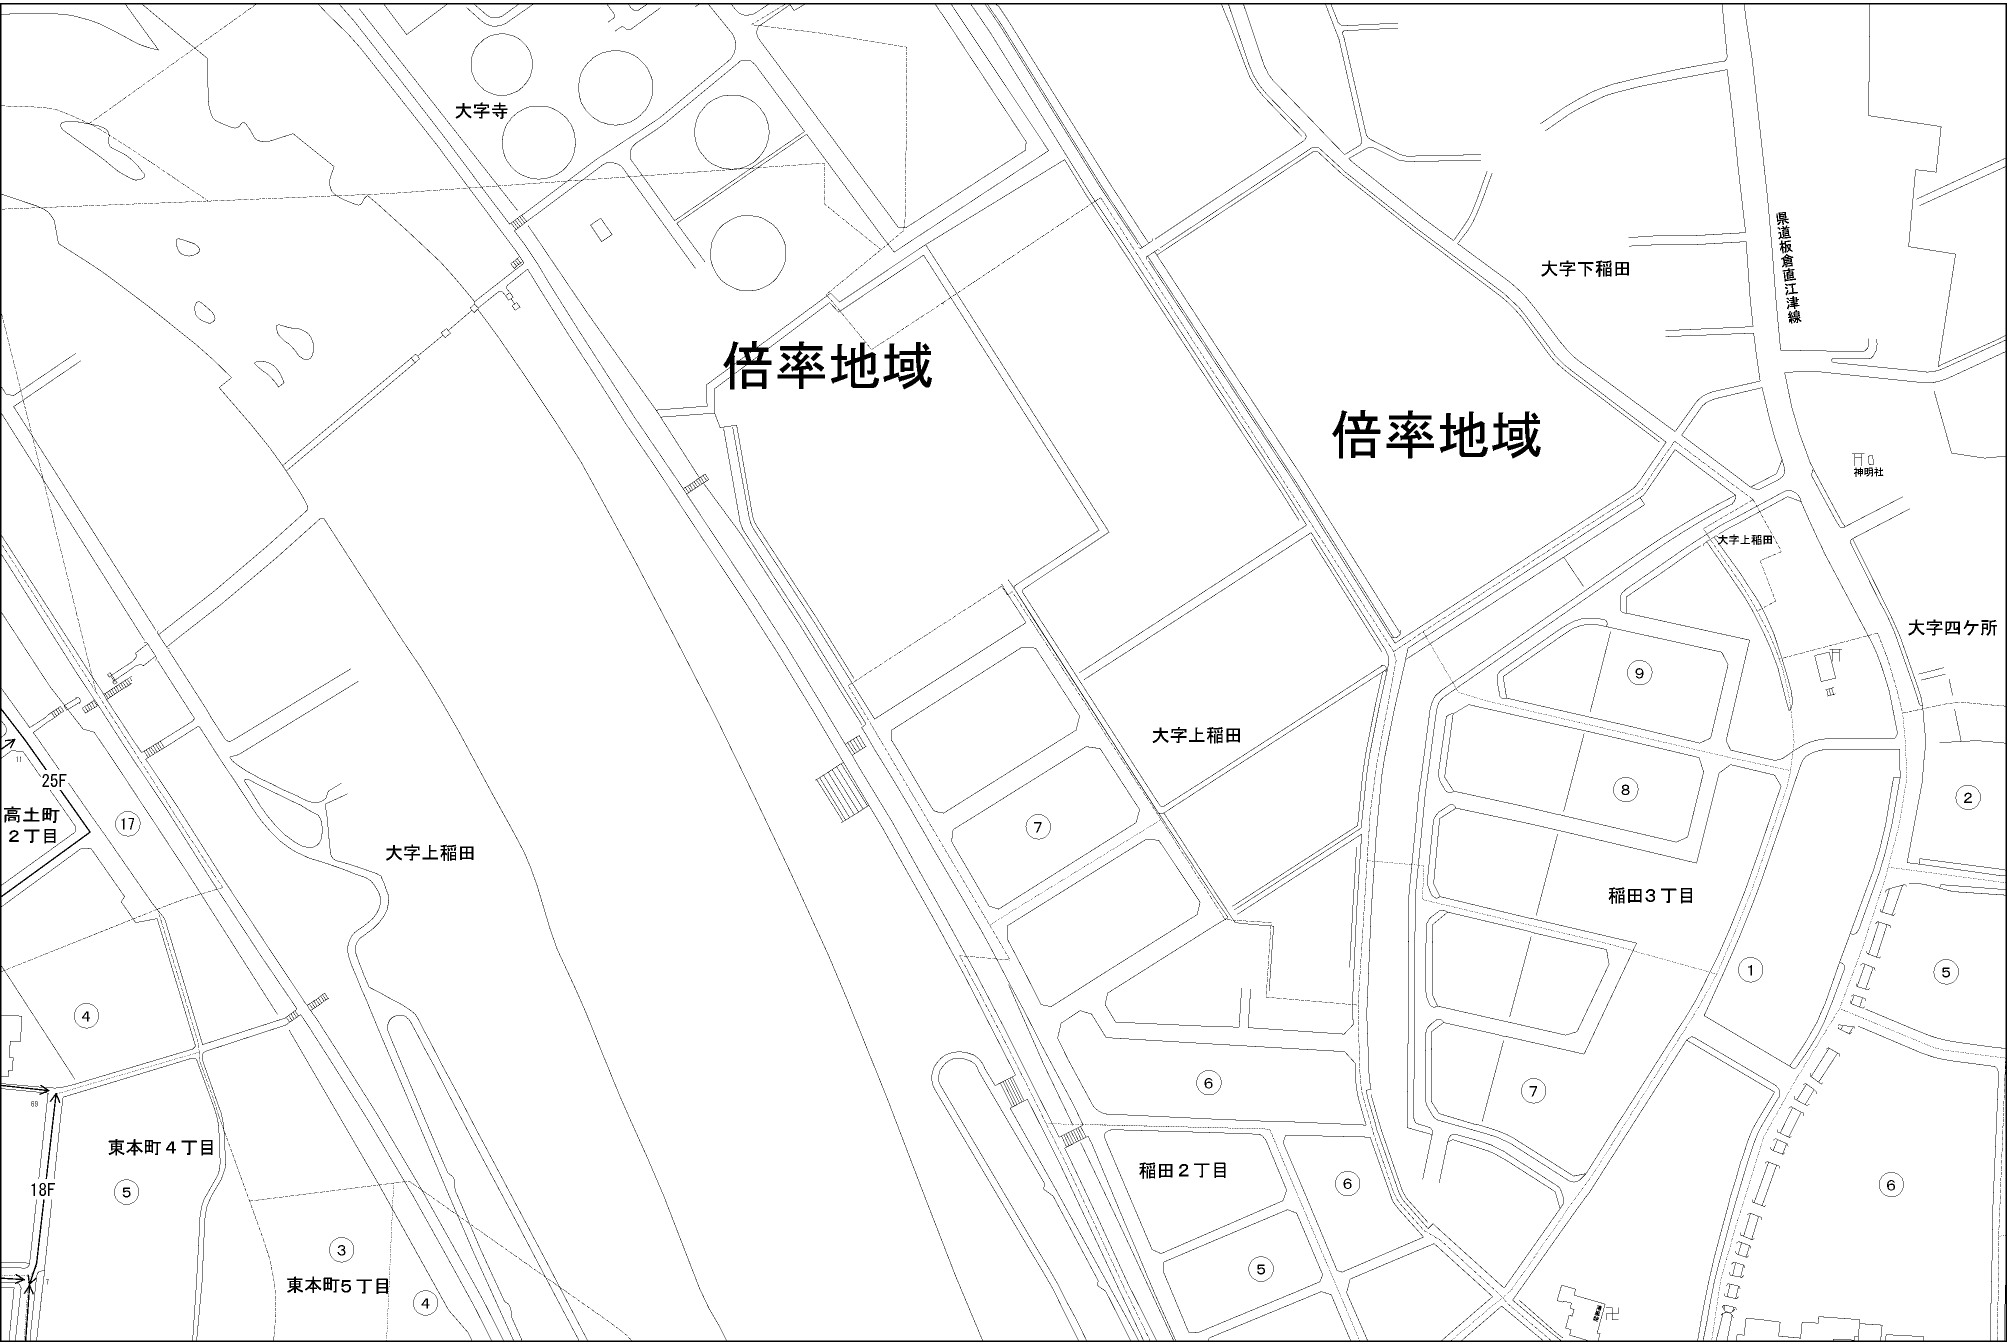 大字寺
県道板倉直江津線
大字下稲田
倍率地域
倍率地域
神明社
大字上稲田
大字四ケ所
9
大字上稲田
11
25F
8
2
高土町
２丁目
17
7
大字上稲田
稲田３丁目
1
5
4
6
7
69
東本町４丁目
稲田２丁目
18F
5
6
6
3
5
7
東本町５丁目
4